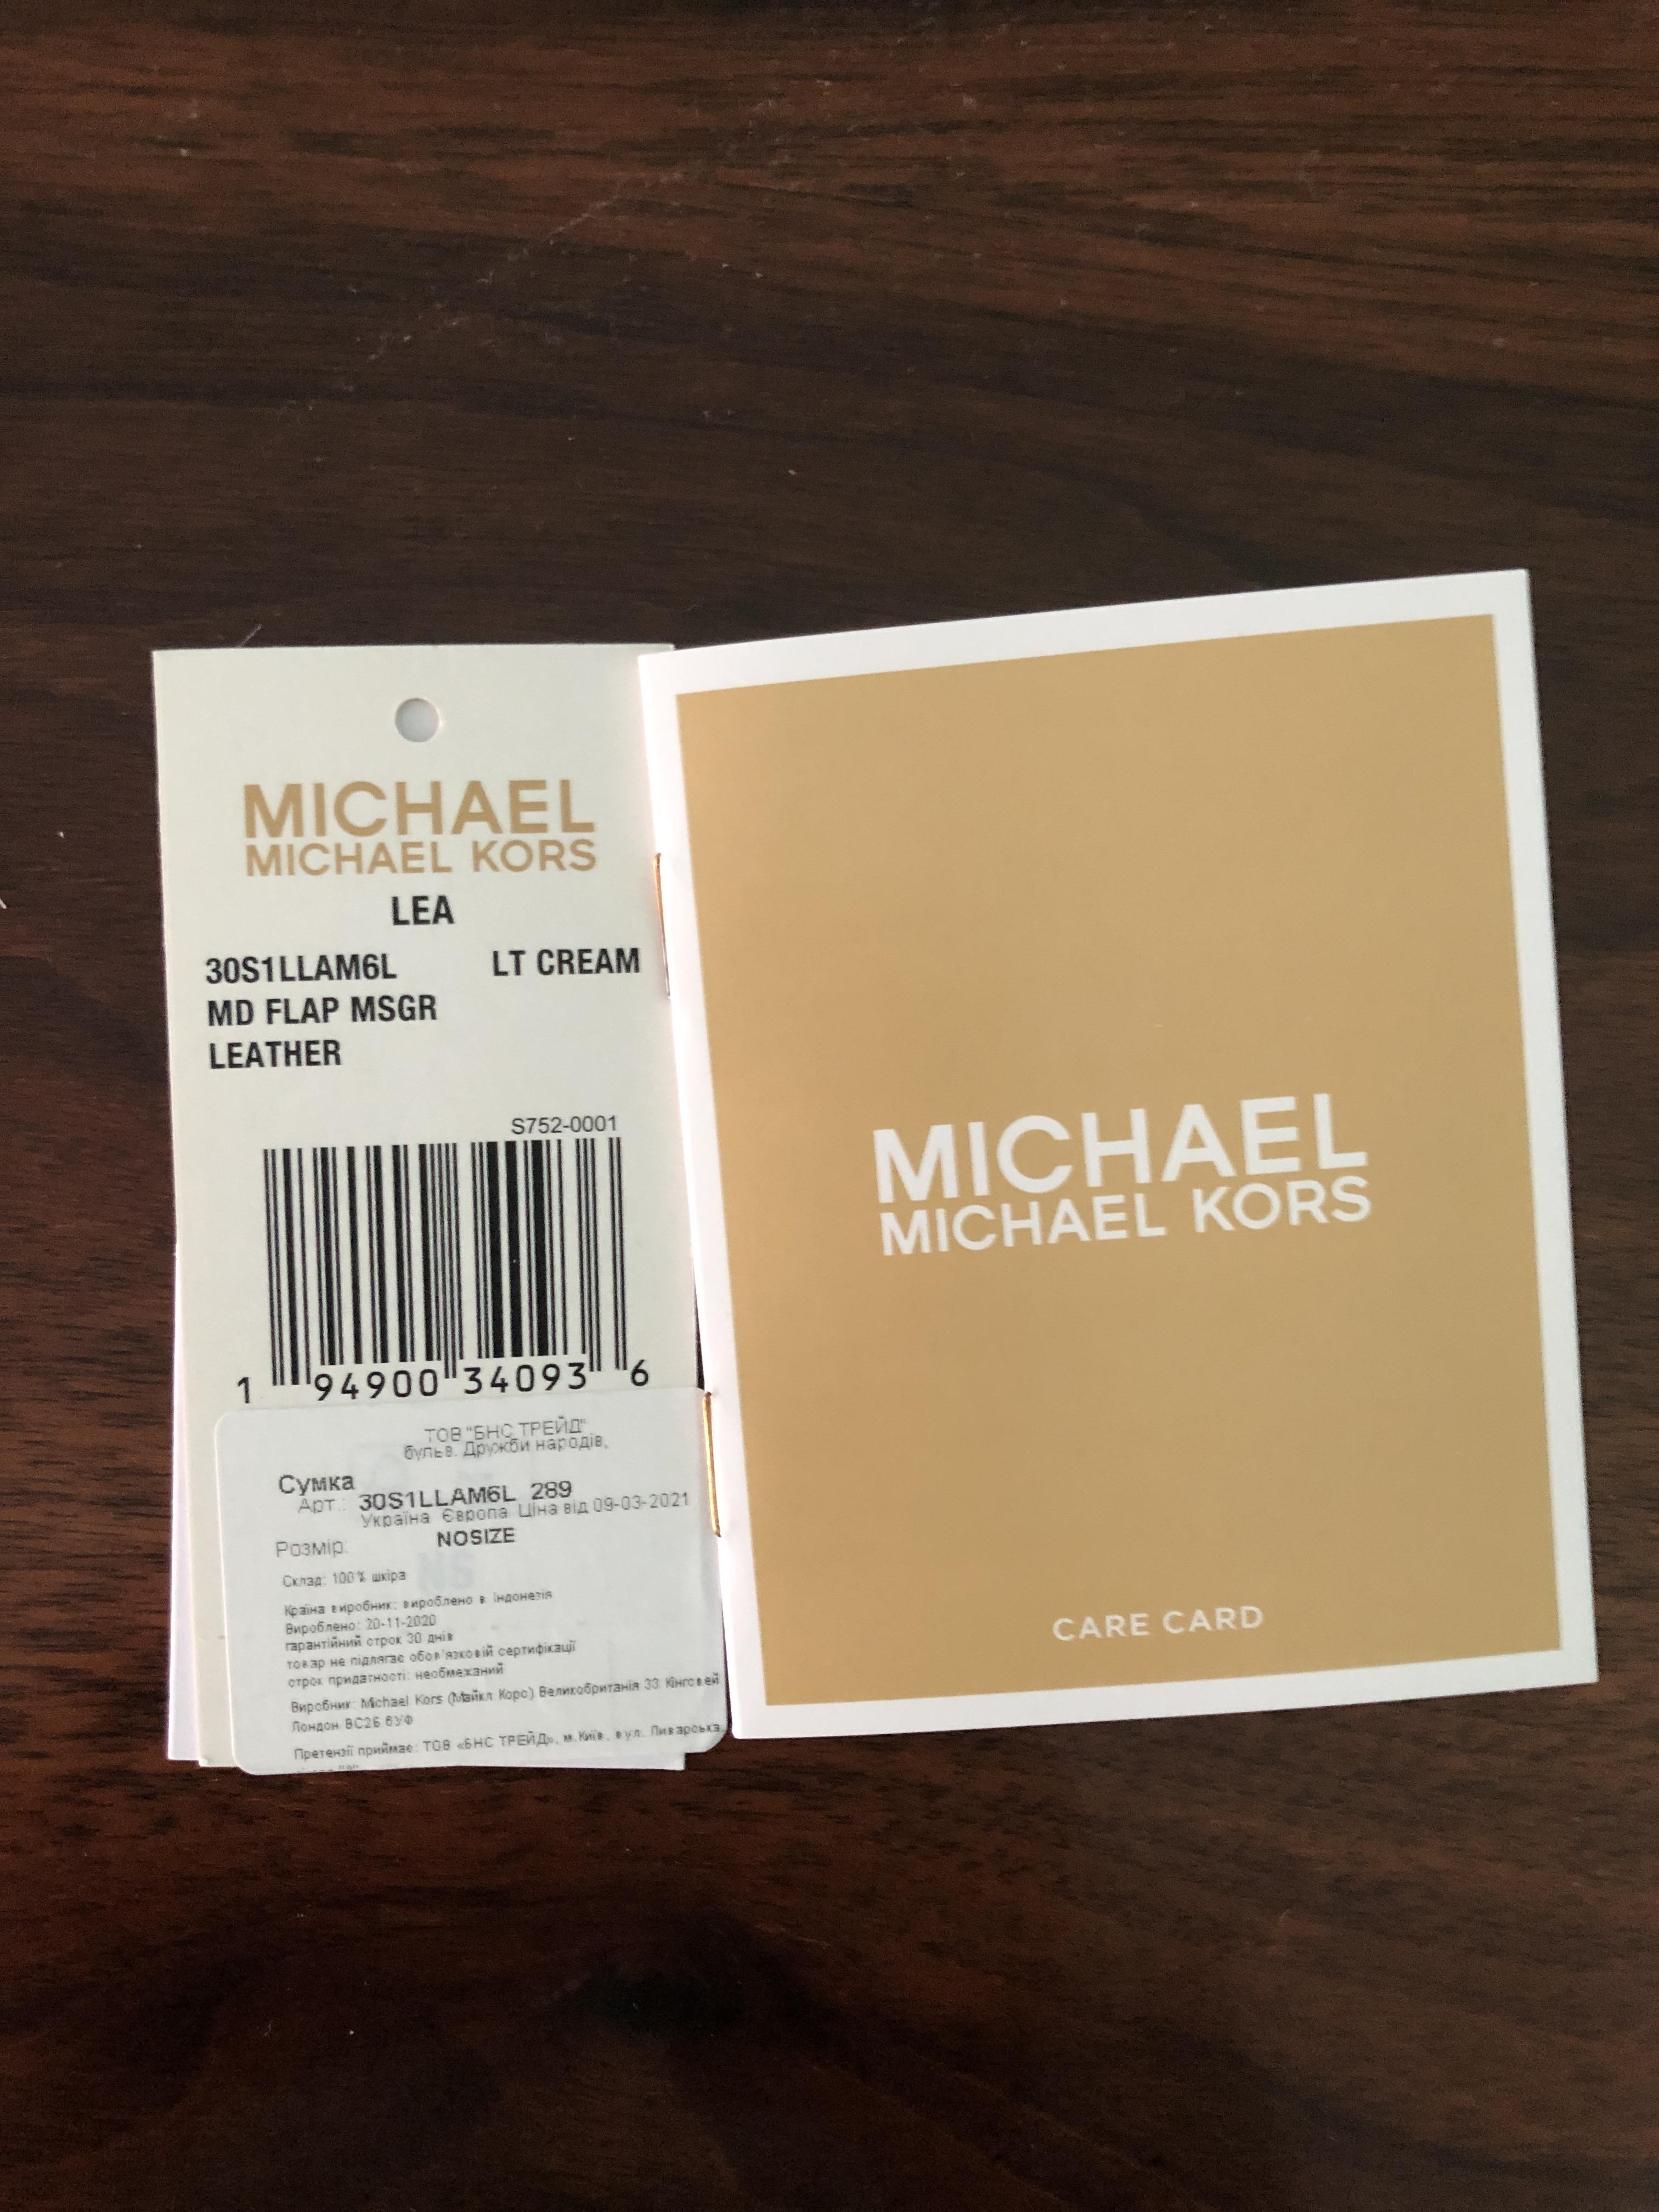 MICHAEL
MICHAEL KORS
LEA
30S1LLAM6L LT CREAM
MD FLAP MSGR
LEATHER
S752-0001
1 94900 34093 6
ТОВ "БНС ТРЕЙД"
бульв. Дружби народів,
Сумка
Арт.: 30S1LLAM6L 289
Україна Європа Ціна від 09-03-2021
Розмір: NOSIZE
Склад: 100% шкіра
Країна виробник: вироблено в Індонезія
Вироблено: 20-11-2020
гарантійний строк 30 днів
товар не підлягає обов'язковій сертифікації
строк придатності: необмежаний
Виробник: Michael Kors (Майкл Корс) Великобританія 33 Кінгсвей
Лондон ВС2Б 6УФ
Претензії приймає: ТОВ «БНС ТРЕЙД», м.Київ, вул. Ливарська,
MICHAEL
MICHAEL KORS
CARE CARD